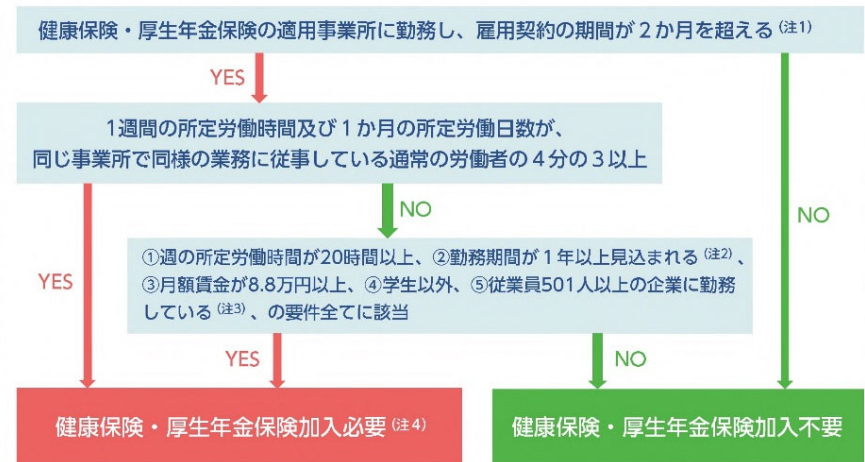 健康保険・厚生年金保険の適用事業所に勤務し、雇用契約の期間が2か月を超える(注1)
YES
1週間の所定労働時間及び1か月の所定労働日数が、
同じ事業所で同様の業務に従事している通常の労働者の4分の3以上
NO
NO
①週の所定労働時間が20時間以上、②勤務期間が1年以上見込まれる(注2)、
③月額賃金が8.8万円以上、④学生以外、⑤従業員501人以上の企業に勤務
している(注3)、の要件全てに該当
YES
YES
NO
健康保険・厚生年金保険加入必要(注4)
健康保険・厚生年金保険加入不要